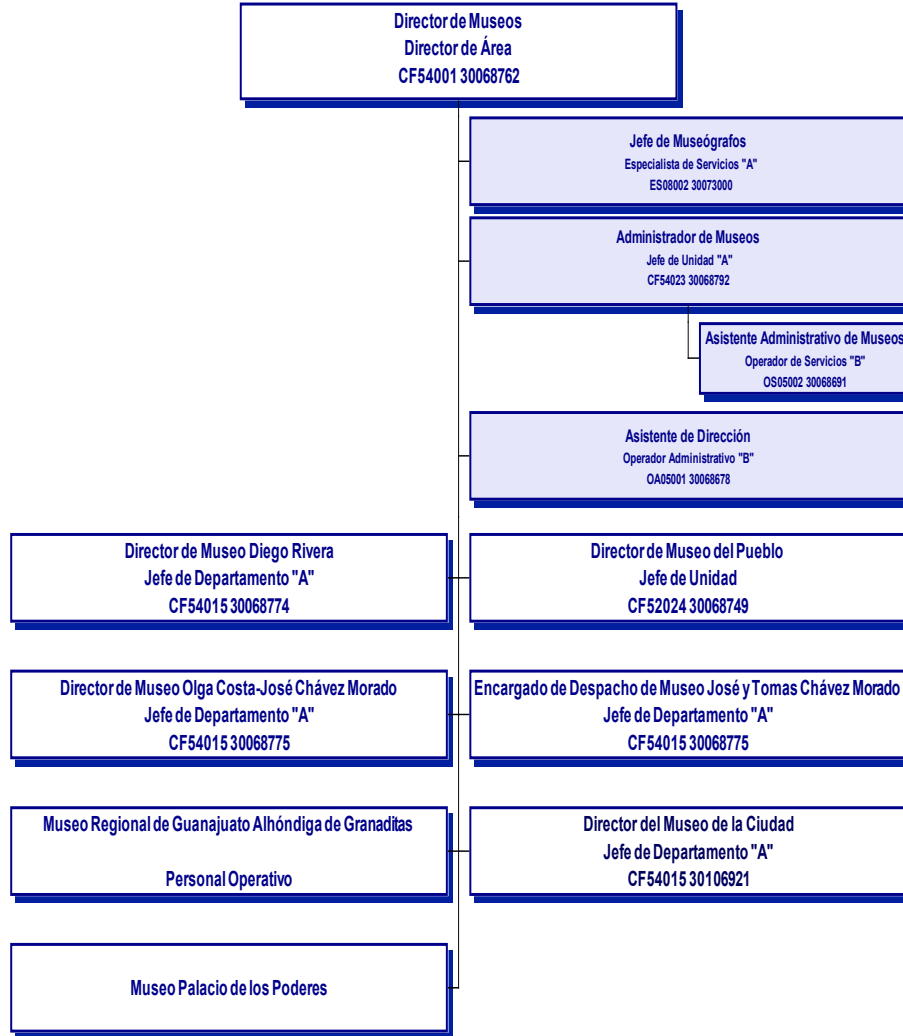 Director de Museos
Director de Área
CF54001 30068762
Jefe de Museógrafos
Especialista de Servicios "A"
ES08002 30073000
Administrador de Museos
Jefe de Unidad "A"
CF54023 30068792
Asistente Administrativo de Museos
Operador de Servicios "B"
OS05002 30068691
Asistente de Dirección
Operador Administrativo "B"
OA05001 30068678
Director de Museo Diego Rivera
Jefe de Departamento "A"
CF54015 30068774
Director de Museo del Pueblo
Jefe de Unidad
CF52024 30068749
Director de Museo Olga Costa-José Chávez Morado
Jefe de Departamento "A"
CF54015 30068775
Encargado de Despacho de Museo José y Tomas Chávez Morado
Jefe de Departamento "A"
CF54015 30068775
Museo Regional de Guanajuato Alhóndiga de Granaditas
Personal Operativo
Director del Museo de la Ciudad
Jefe de Departamento "A"
CF54015 30106921
Museo Palacio de los Poderes